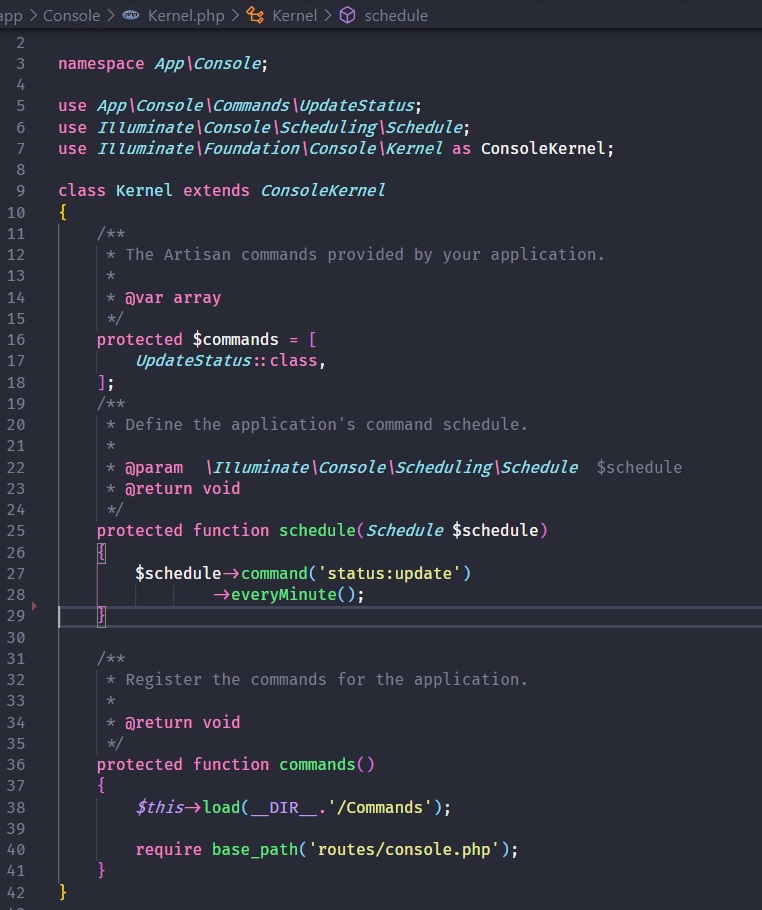 app > Console > Kernel.php > Kernel > schedule
2
3 namespace App\Console;
4
5 use App\Console\Commands\UpdateStatus;
6 use Illuminate\Console\Scheduling\Schedule;
7 use Illuminate\Foundation\Console\Kernel as ConsoleKernel;
8
9 class Kernel extends ConsoleKernel
10 {
11     /**
12      * The Artisan commands provided by your application.
13      *
14      * @var array
15      */
16     protected $commands = [
17         UpdateStatus::class,
18     ];
19     /**
20      * Define the application's command schedule.
21      *
22      * @param  \Illuminate\Console\Scheduling\Schedule  $schedule
23      * @return void
24      */
25     protected function schedule(Schedule $schedule)
26     {
27         $schedule->command('status:update')
28                 ->everyMinute();
29     }
30
31     /**
32      * Register the commands for the application.
33      *
34      * @return void
35      */
36     protected function commands()
37     {
38         $this->load(__DIR__.'/Commands');
39
40         require base_path('routes/console.php');
41     }
42 }